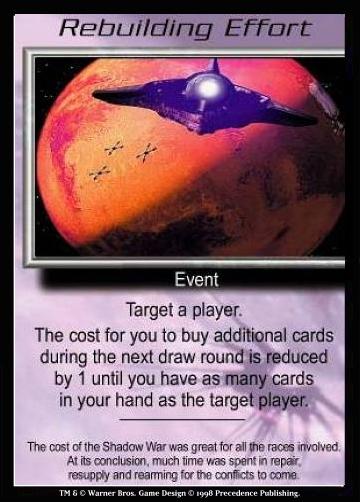 Rebuilding Effort
Event
Target a player.
The cost for you to buy additional cards
during the next draw round is reduced
by 1 until you have as many cards
in your hand as the target player.
The cost of the Shadow War was great for all the races involved.
At its conclusion, much time was spent in repair,
resupply and rearming for the conflicts to come.
TM & © Warner Bros. Game Design © 1998 Precedence Publishing.